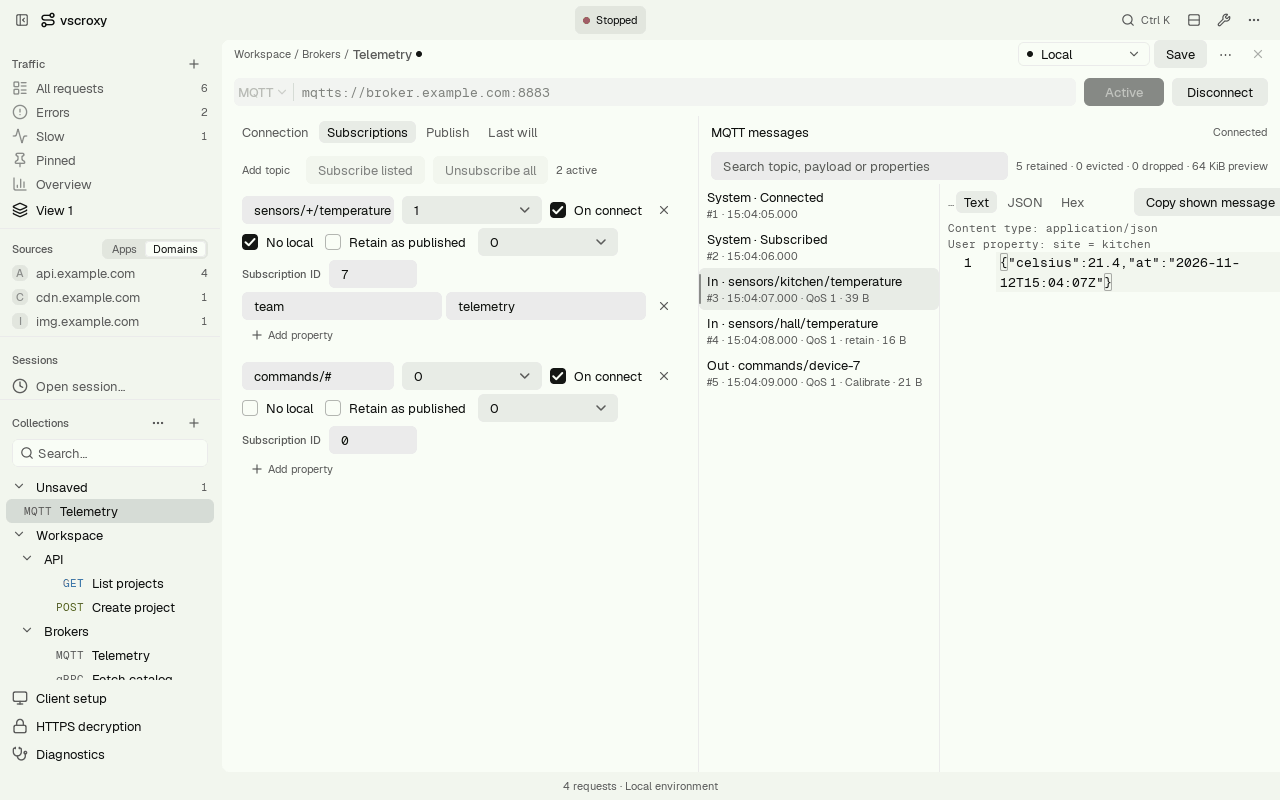 vscroxy
Stopped
Ctrl K
Traffic
All requests 6
Errors 2
Slow 1
Pinned
Overview
View 1
Sources Apps Domains
A api.example.com 4
C cdn.example.com 1
I img.example.com 1
Sessions
Open session...
Collections
Search...
Unsaved 1
MQTT Telemetry
Workspace
API
GET List projects
POST Create project
Brokers
MQTT Telemetry
gRPC Fetch catalog
Client setup
HTTPS decryption
Diagnostics
Workspace / Brokers / Telemetry
Local
Save
MQTT mqtts://broker.example.com:8883
Active
Disconnect
Connection Subscriptions Publish Last will
Add topic Subscribe listed Unsubscribe all 2 active
sensors/+/temperature 1 On connect
No local Retain as published 0
Subscription ID 7
team telemetry
Add property
commands/# 0 On connect
No local Retain as published 0
Subscription ID 0
Add property
MQTT messages Connected
Search topic, payload or properties 5 retained · 0 evicted · 0 dropped · 64 KiB preview
System · Connected
#1 · 15:04:05.000
System · Subscribed
#2 · 15:04:06.000
In · sensors/kitchen/temperature
#3 · 15:04:07.000 · QoS 1 · 39 B
In · sensors/hall/temperature
#4 · 15:04:08.000 · QoS 1 · retain · 16 B
Out · commands/device-7
#5 · 15:04:09.000 · QoS 1 · Calibrate · 21 B
… Text JSON Hex Copy shown message
Content type: application/json
User property: site = kitchen
1 {"celsius":21.4,"at":"2026-11-
12T15:04:07Z"}
4 requests · Local environment